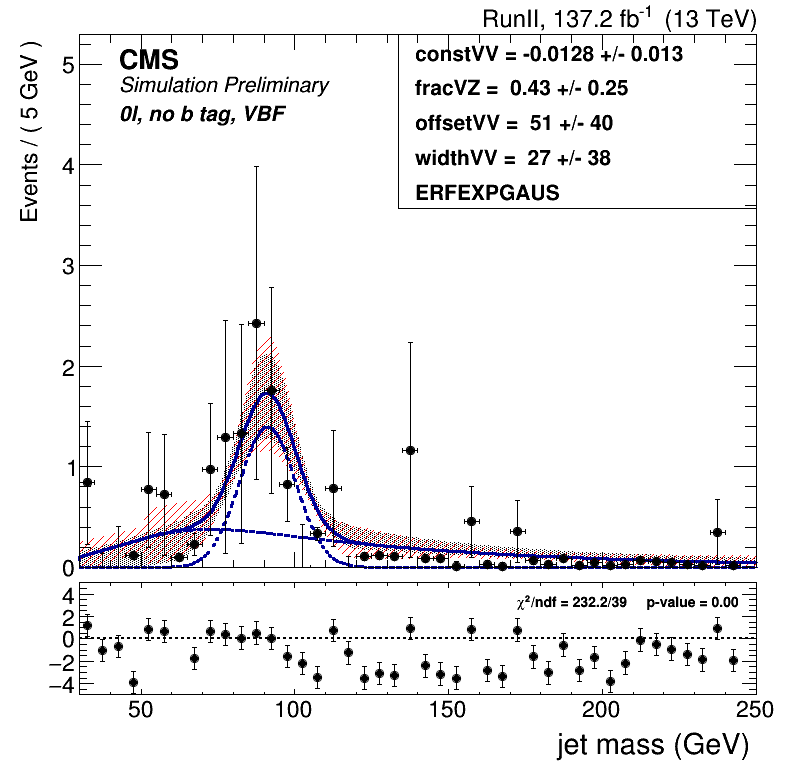 RunII, 137.2 fb⁻¹ (13 TeV)
CMS
Simulation Preliminary
0l, no b tag, VBF
constVV = -0.0128 +/- 0.013
fracVZ = 0.43 +/- 0.25
offsetVV = 51 +/- 40
widthVV = 27 +/- 38
ERFEXPGAUS
Events / ( 5 GeV )
5
4
3
2
1
0
χ²/ndf = 232.2/39 p-value = 0.00
4
2
0
−2
−4
50 100 150 200 250
jet mass (GeV)